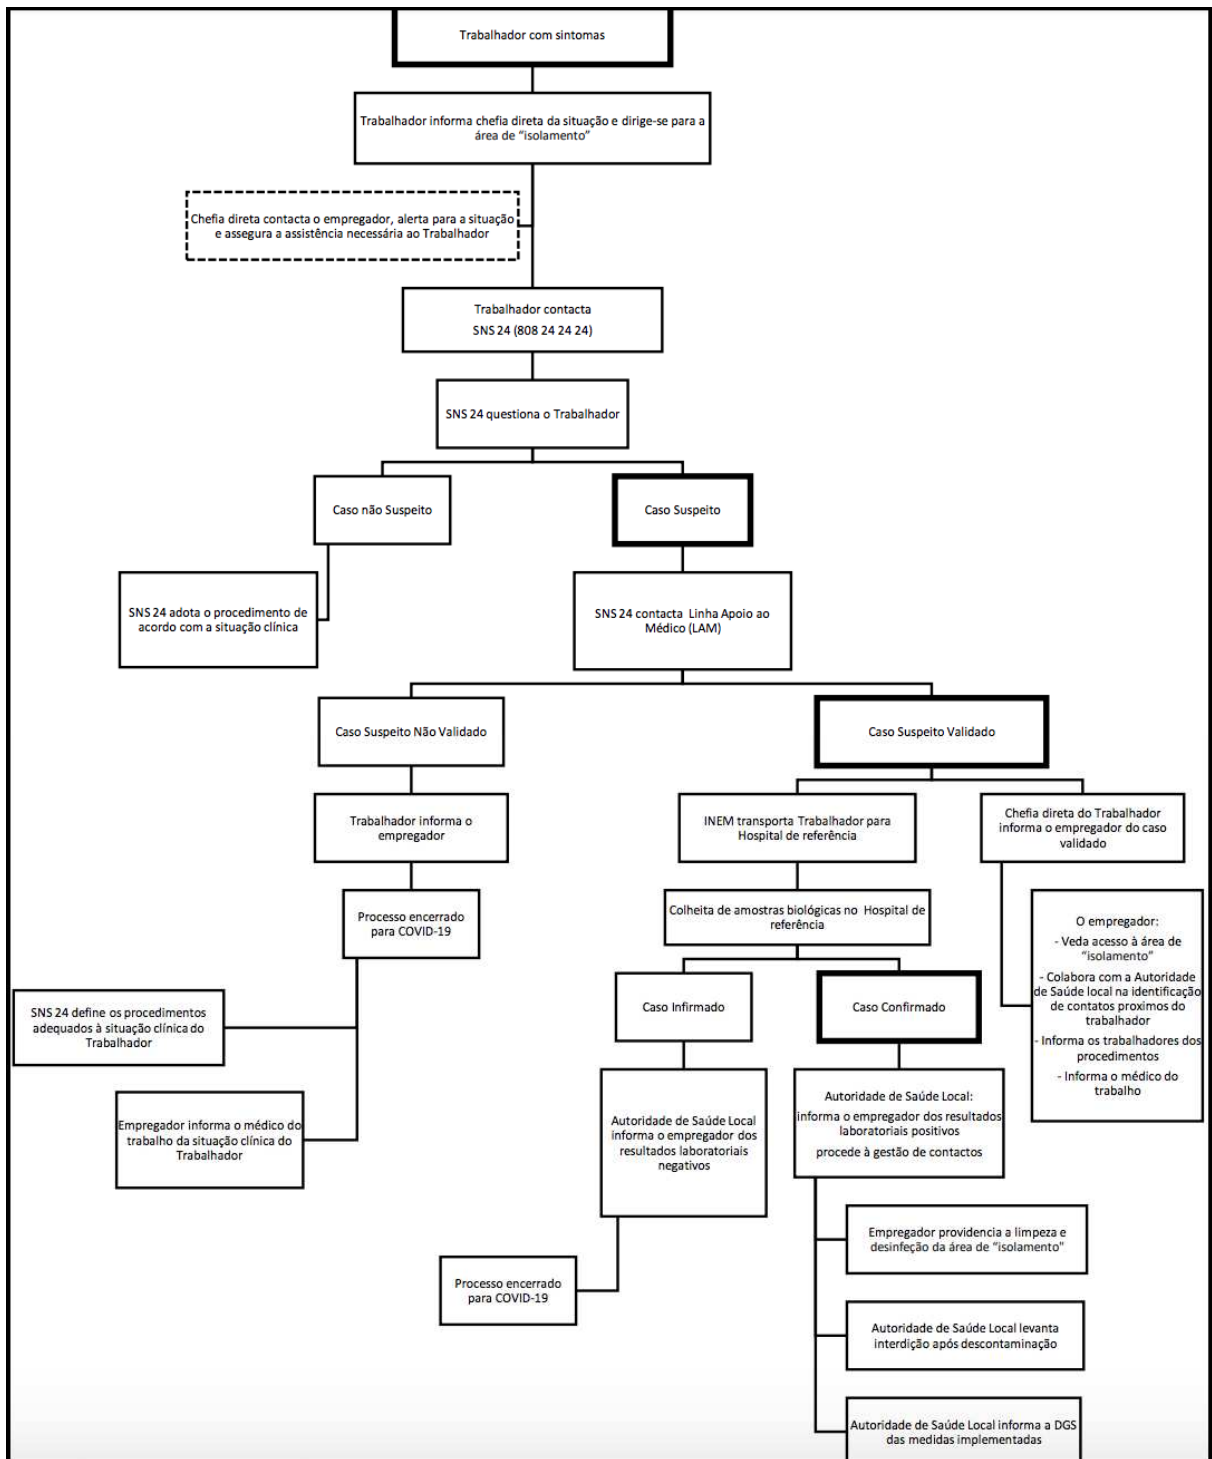 Trabalhador com sintomas
Trabalhador informa chefia direta da situação e dirige-se para a
área de “isolamento”
Chefia direta contacta o empregador, alerta para a situação
e assegura a assistência necessária ao Trabalhador
Trabalhador contacta
SNS 24 (808 24 24 24)
SNS 24 questiona o Trabalhador
Caso não Suspeito
Caso Suspeito
SNS 24 adota o procedimento de
acordo com a situação clínica
SNS 24 contacta Linha Apoio ao
Médico (LAM)
Caso Suspeito Não Validado
Caso Suspeito Validado
Trabalhador informa o
empregador
INEM transporta Trabalhador para
Hospital de referência
Chefia direta do Trabalhador
informa o empregador do caso
validado
Processo encerrado
para COVID-19
Colheita de amostras biológicas no Hospital de
referência
O empregador:
- Veda acesso à área de
“isolamento”
- Colabora com a Autoridade
de Saúde local na identificação
de contatos proximos do
trabalhador
- Informa os trabalhadores dos
procedimentos
- Informa o médico do
trabalho
SNS 24 define os procedimentos
adequados à situação clínica do
Trabalhador
Caso Infirmado
Caso Confirmado
Empregador informa o médico do
trabalho da situação clínica do
Trabalhador
Autoridade de Saúde Local
informa o empregador dos
resultados laboratoriais
negativos
Autoridade de Saúde Local:
informa o empregador dos resultados
laboratoriais positivos
procede à gestão de contactos
Processo encerrado
para COVID-19
Empregador providencia a limpeza e
desinfeção da área de “isolamento”
Autoridade de Saúde Local levanta
interdição após descontaminação
Autoridade de Saúde Local informa a DGS
das medidas implementadas